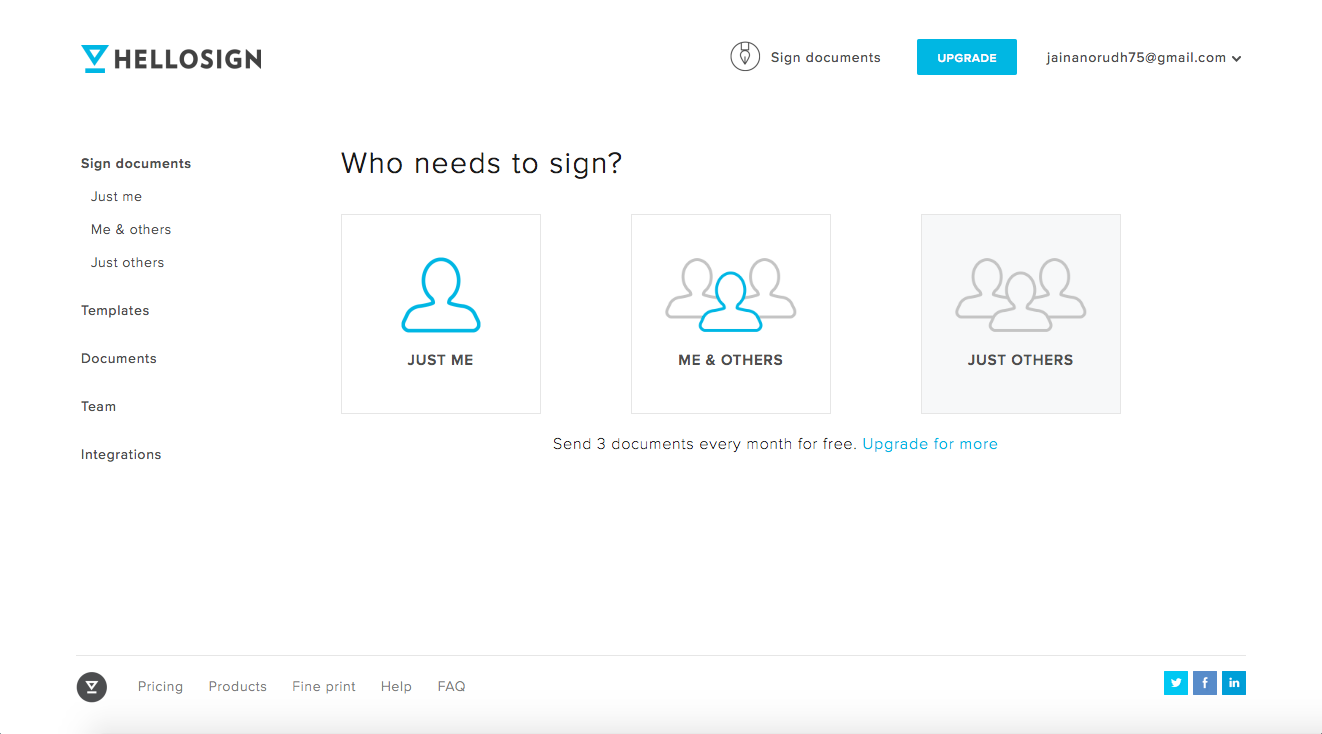 HELLOSIGN
Sign documents
UPGRADE
jainanorudh75@gmail.com
Sign documents
Just me
Me & others
Just others
Templates
Documents
Team
Integrations
Who needs to sign?
JUST ME
ME & OTHERS
JUST OTHERS
Send 3 documents every month for free. Upgrade for more
Pricing
Products
Fine print
Help
FAQ
f
in